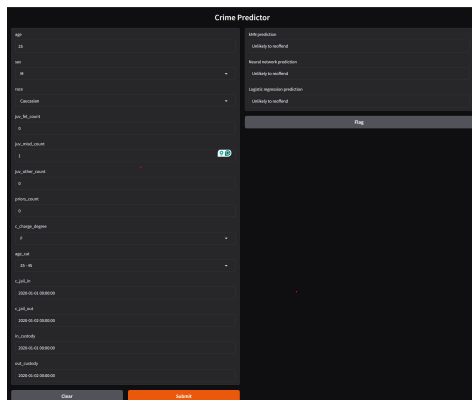 Crime Predictor
age
25
sex
M
race
Caucasian
juv_fel_count
0
juv_misd_count
1
juv_other_count
0
priors_count
0
c_charge_degree
F
age_cat
25 - 45
c_jail_in
2020-01-01 00:00:00
c_jail_out
2020-01-02 00:00:00
in_custody
2020-01-01 00:00:00
out_custody
2020-01-02 00:00:00
Clear
Submit
kNN prediction
Unlikely to reoffend
Neural network prediction
Unlikely to reoffend
Logistic regression prediction
Unlikely to reoffend
Flag